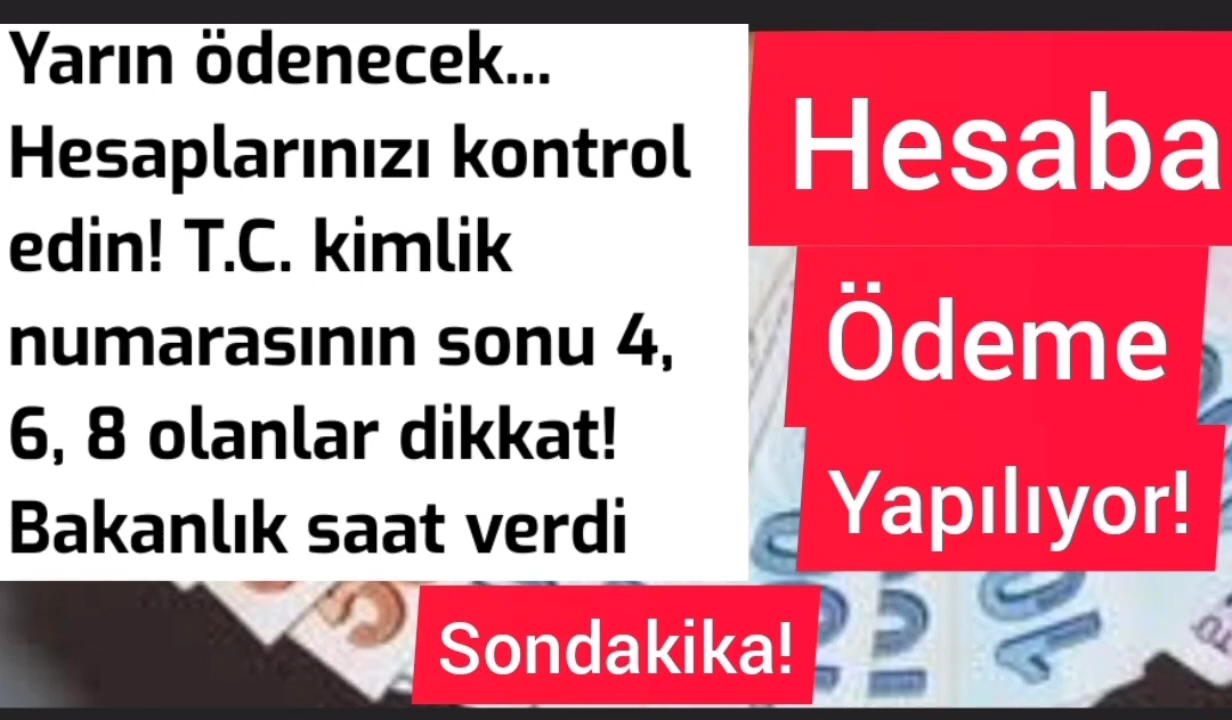 Yarın ödenecek...
Hesaplarınızı kontrol
edin! T.C. kimlik
numarasının sonu 4,
6, 8 olanlar dikkat!
Bakanlık saat verdi
Hesaba
Ödeme
Yapılıyor!
Sondakika!
10